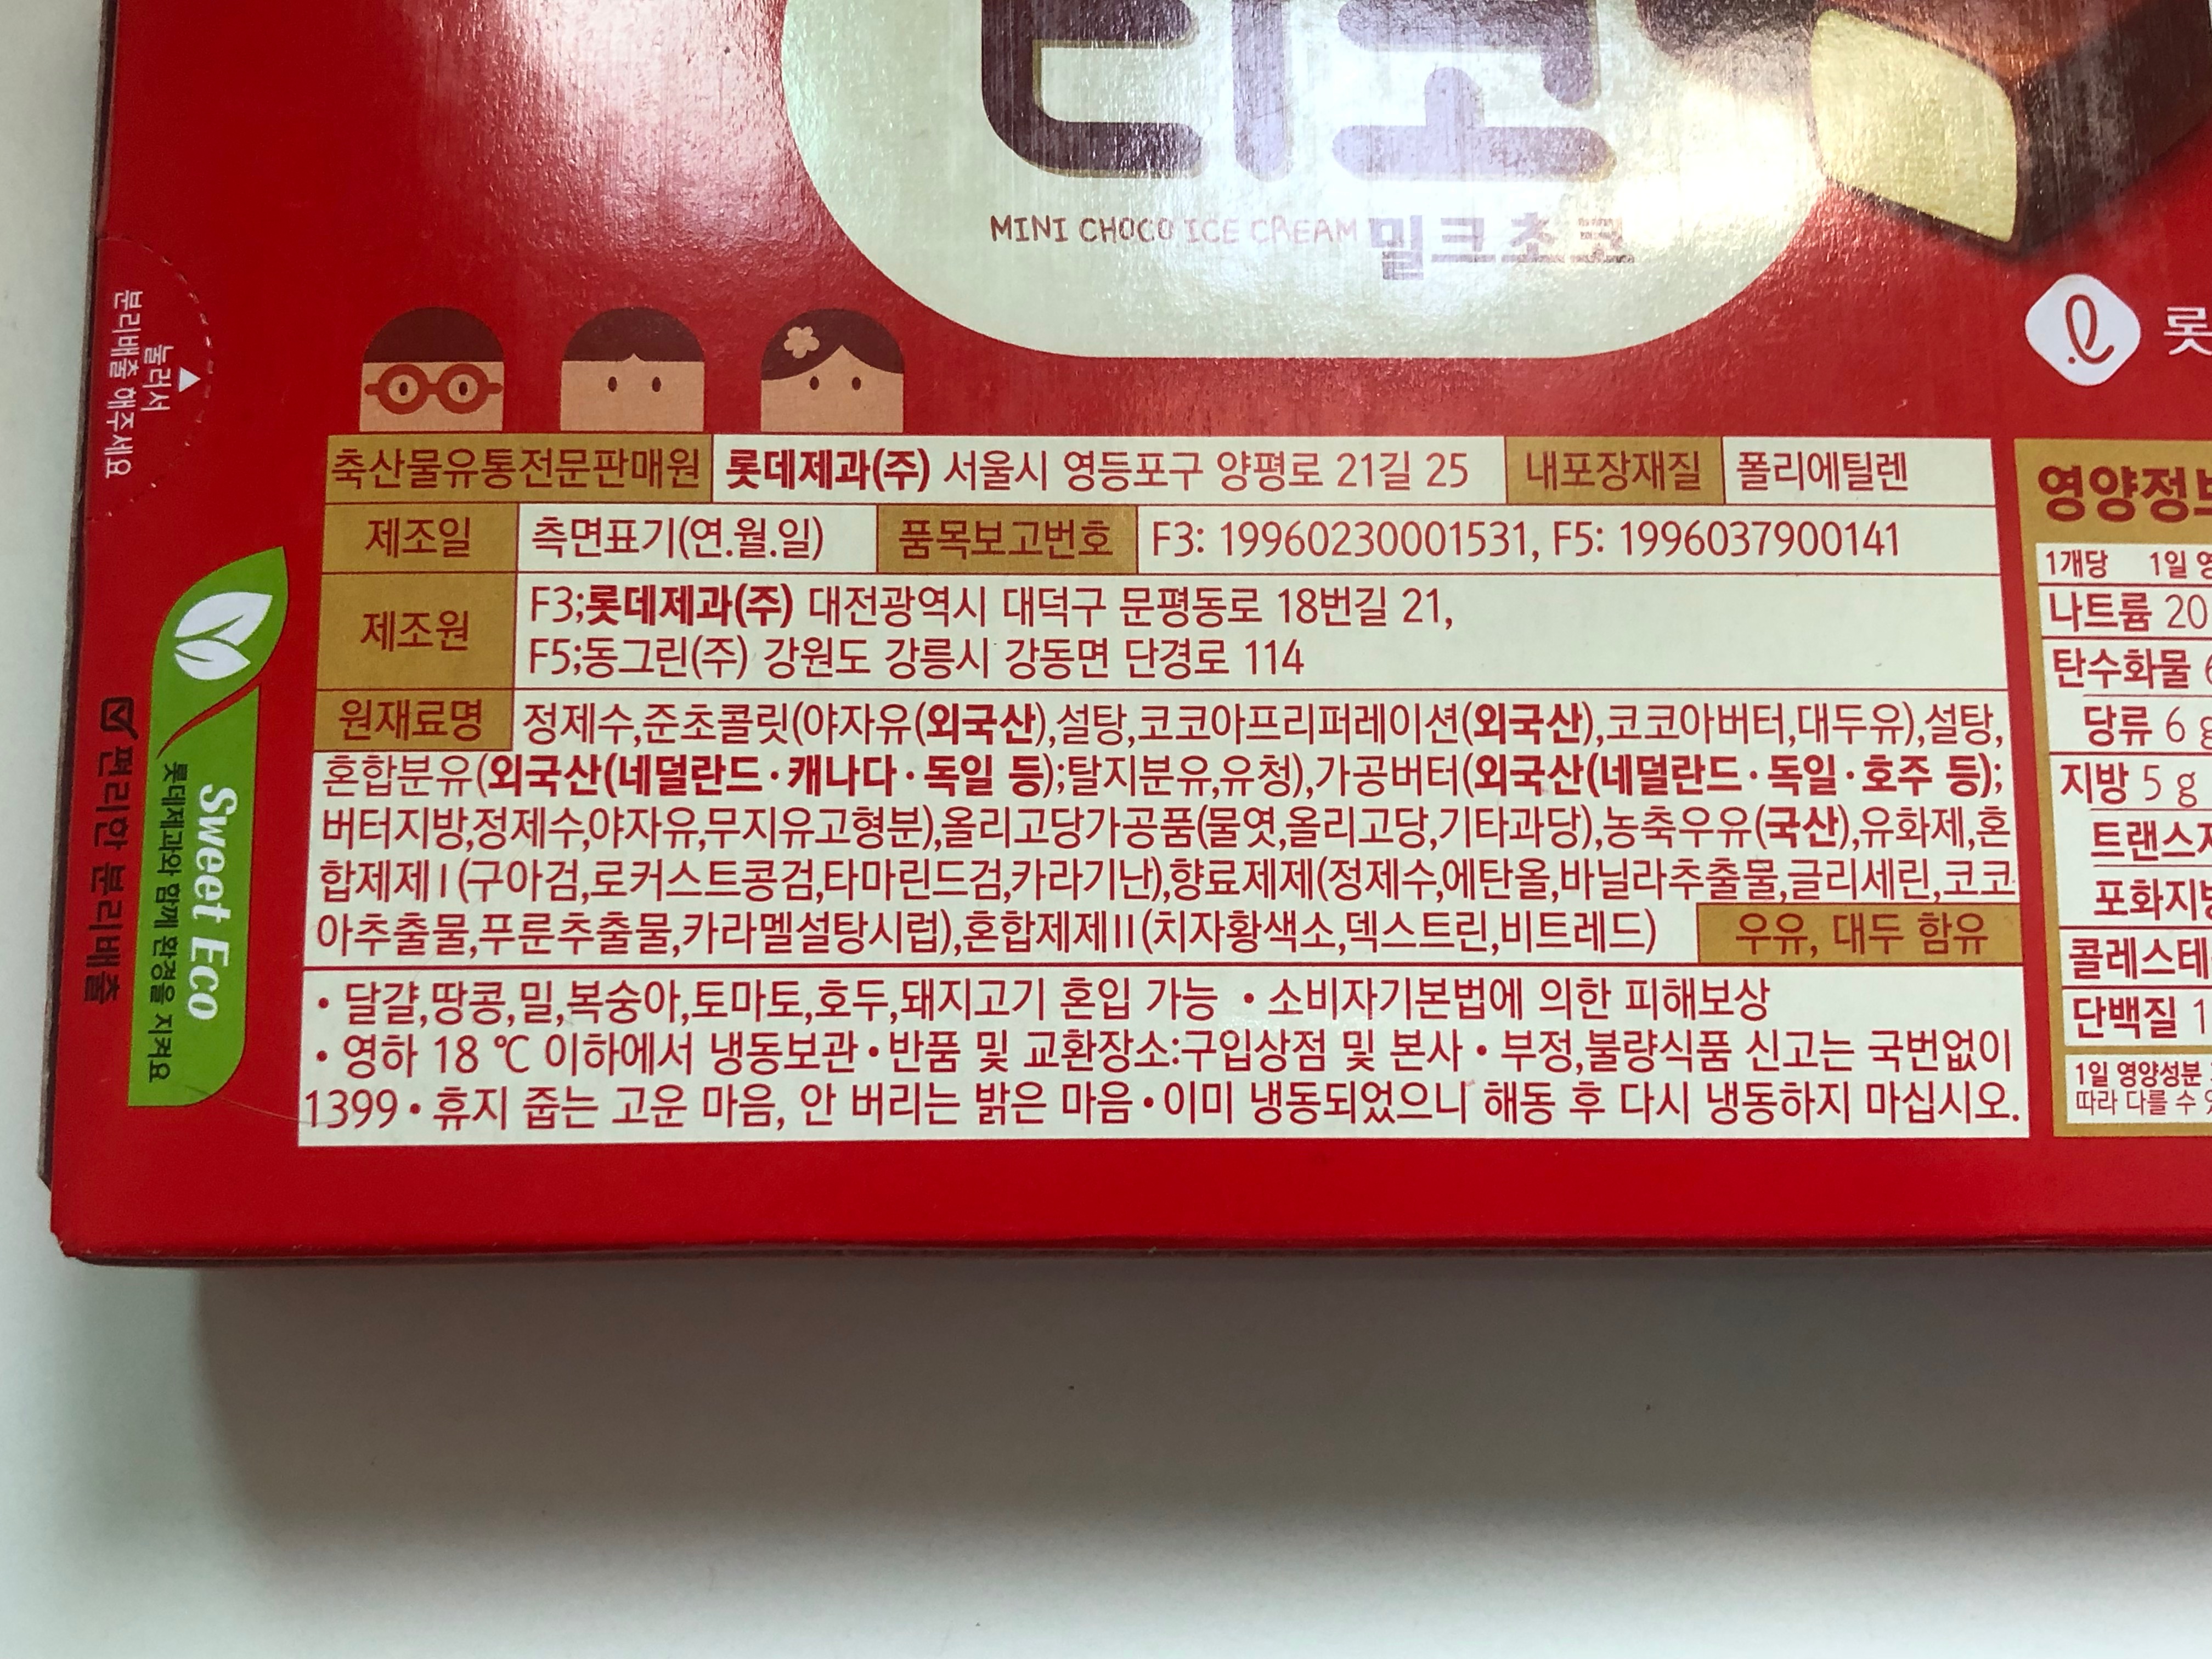 티코
MINI CHOCO ICE CREAM 밀크초코
눌러서
분리배출 해주세요
축산물유통전문판매원 롯데제과(주) 서울시 영등포구 양평로 21길 25 내포장재질 폴리에틸렌
제조일 측면표기(연.월.일) 품목보고번호 F3: 19960230001531, F5: 1996037900141
제조원 F3;롯데제과(주) 대전광역시 대덕구 문평동로 18번길 21,
F5;동그린(주) 강원도 강릉시 강동면 단경로 114
원재료명 정제수,준초콜릿(야자유(외국산),설탕,코코아프리퍼레이션(외국산),코코아버터,대두유),설탕,
혼합분유(외국산(네덜란드·캐나다·독일 등);탈지분유,유청),가공버터(외국산(네덜란드·독일·호주 등);
버터지방,정제수,야자유,무지유고형분),올리고당가공품(물엿,올리고당,기타과당),농축우유(국산),유화제,혼
합제제I(구아검,로커스트콩검,타마린드검,카라기난),향료제제(정제수,에탄올,바닐라추출물,글리세린,코코
아추출물,푸룬추출물,카라멜설탕시럽),혼합제제II(치자황색소,덱스트린,비트레드) 우유, 대두 함유
• 달걀,땅콩,밀,복숭아,토마토,호두,돼지고기 혼입 가능 • 소비자기본법에 의한 피해보상
• 영하 18 ℃ 이하에서 냉동보관 • 반품 및 교환장소:구입상점 및 본사 • 부정,불량식품 신고는 국번없이
1399 • 휴지 줍는 고운 마음, 안 버리는 밝은 마음 • 이미 냉동되었으니 해동 후 다시 냉동하지 마십시오.
Sweet Eco
롯데제과와 함께 환경을 지켜요
편리한 분리배출
롯
영양정보
1개당 1일 영
나트륨 20
탄수화물 6
당류 6 g
지방 5 g
트랜스지
포화지방
콜레스테
단백질 1
1일 영양성분
따라 다를 수 있